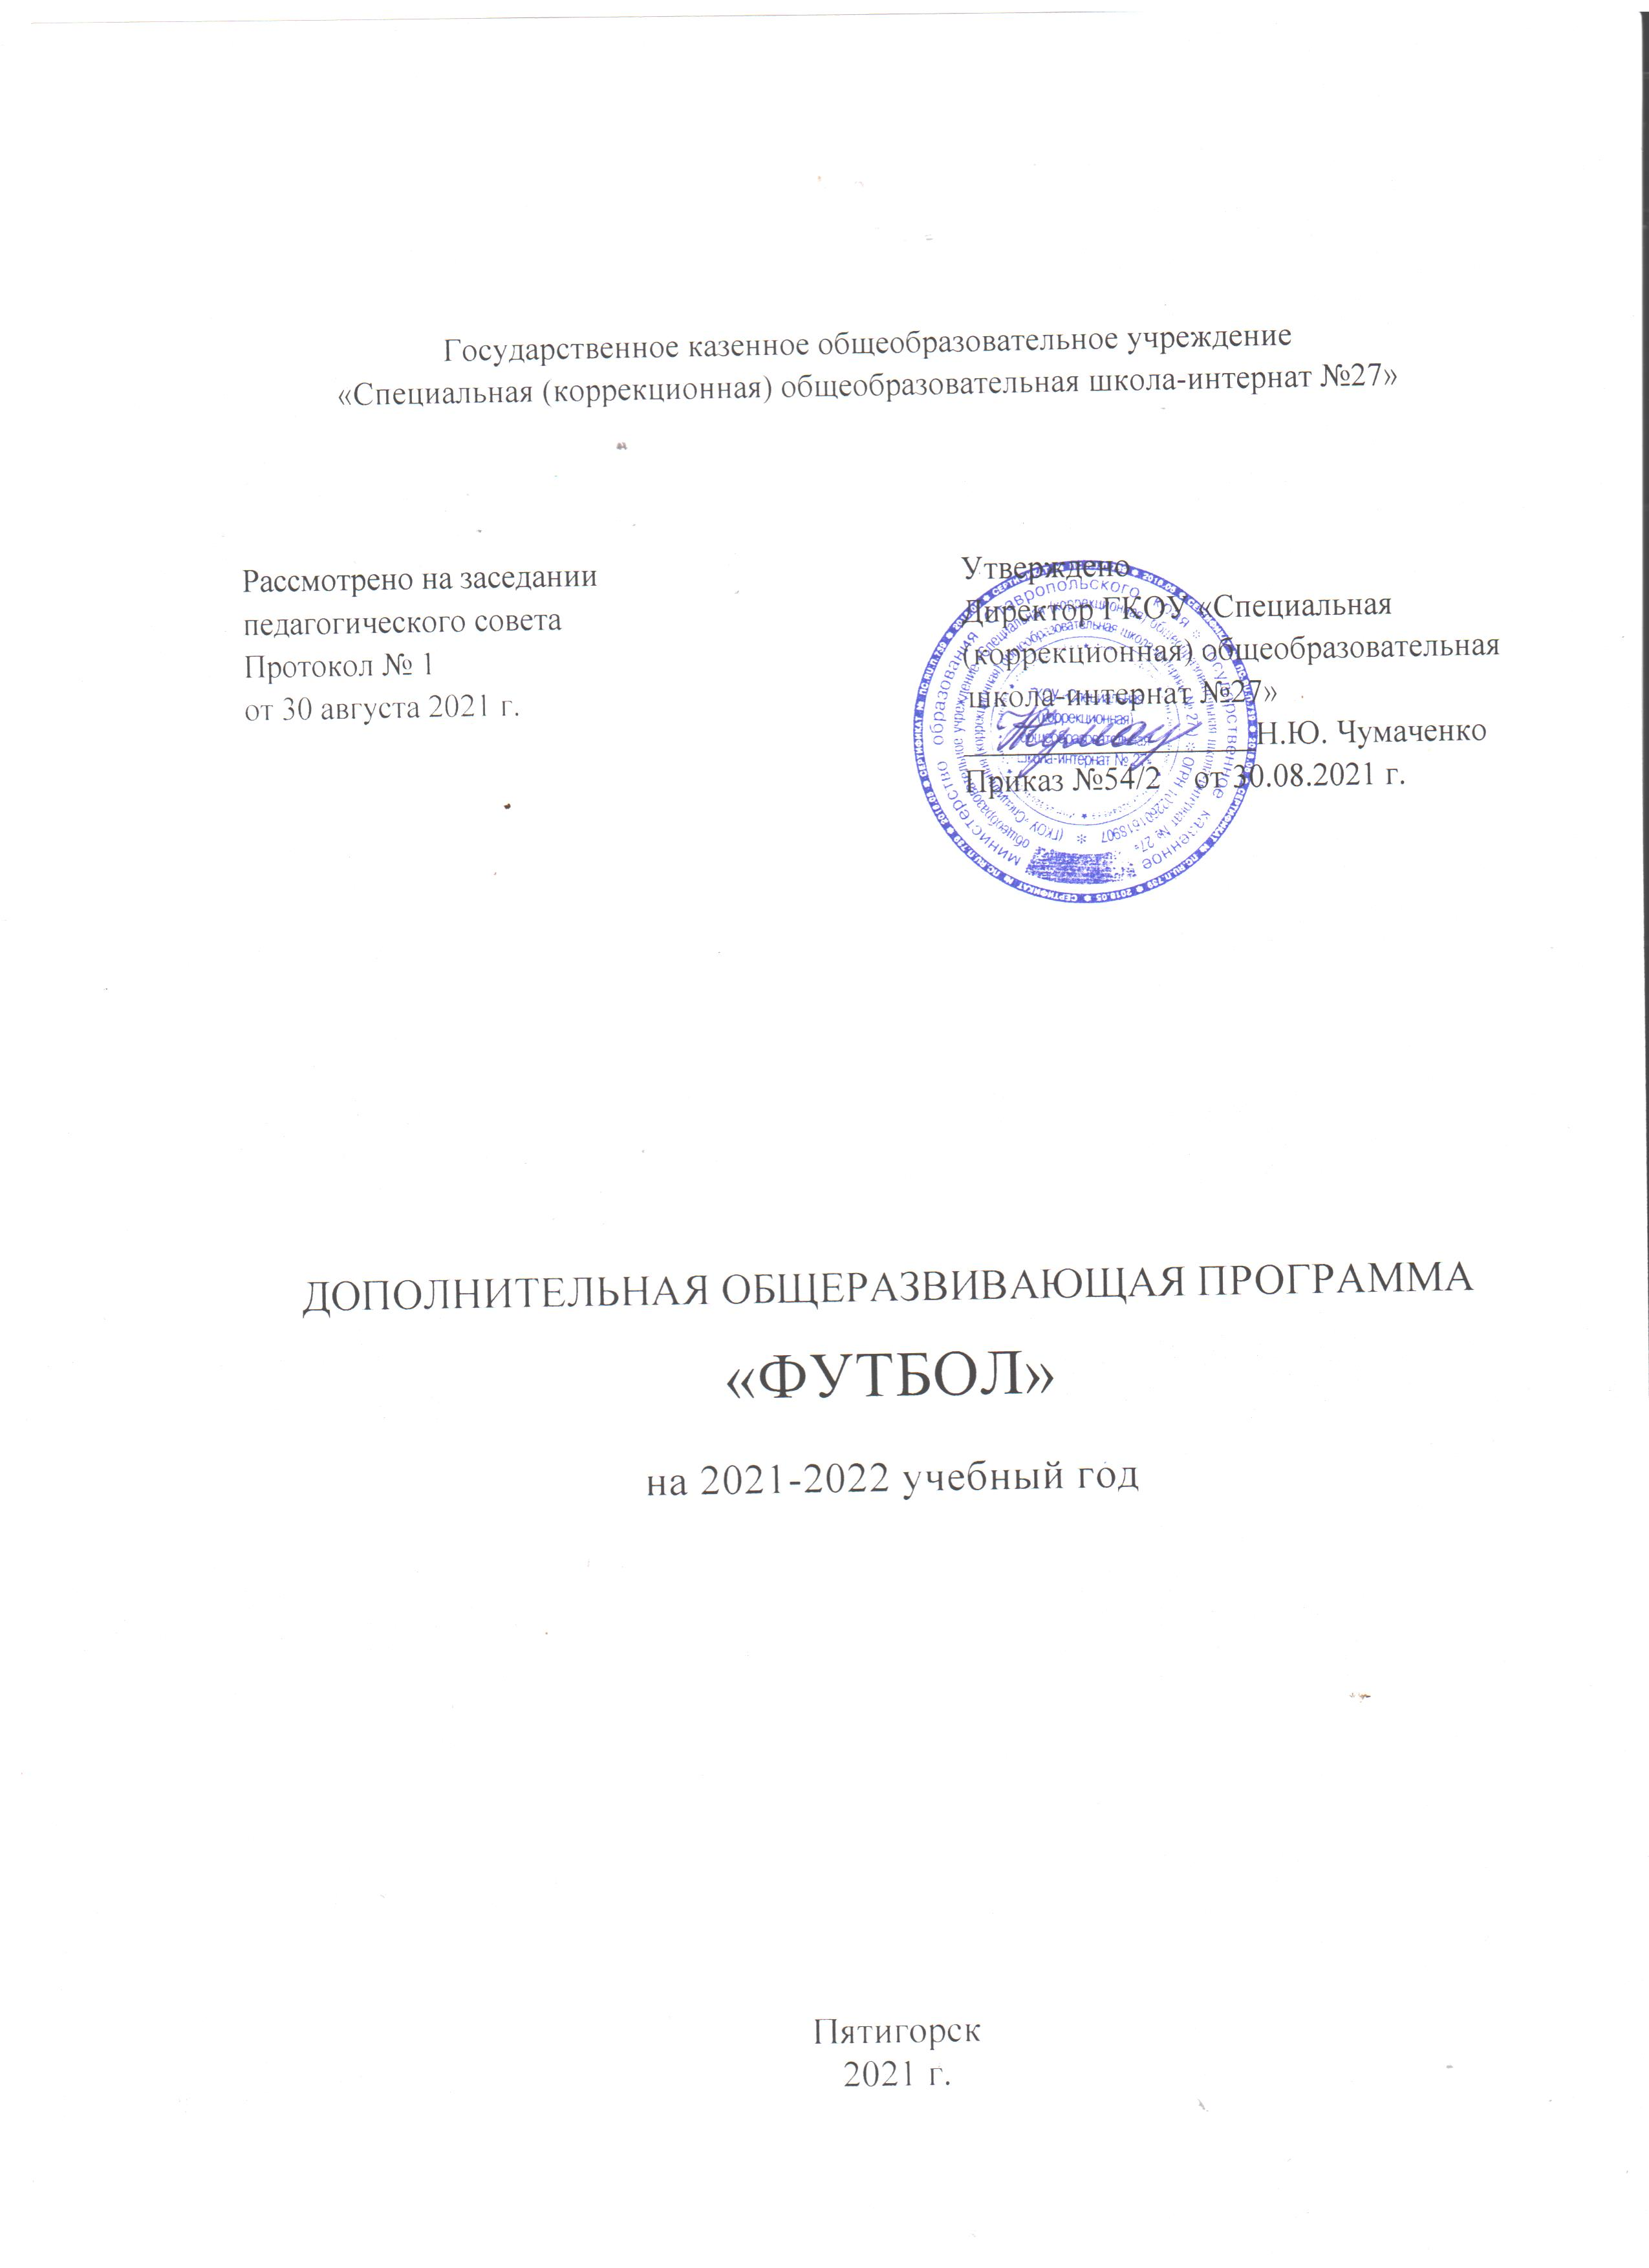 Государственное казенное общеобразовательное учреждение
«Специальная (коррекционная) общеобразовательная школа-интернат №27»
Рассмотрено на заседании
педагогического совета
Протокол № 1
от 30 августа 2021 г.
Утверждено
Директор ГКОУ «Специальная
(коррекционная) общеобразовательная
школа-интернат №27»
Н.Ю. Чумаченко
Приказ №54/2 от 30.08.2021 г.
ДОПОЛНИТЕЛЬНАЯ ОБЩЕРАЗВИВАЮЩАЯ ПРОГРАММА
«ФУТБОЛ»
на 2021-2022 учебный год
Пятигорск
2021 г.